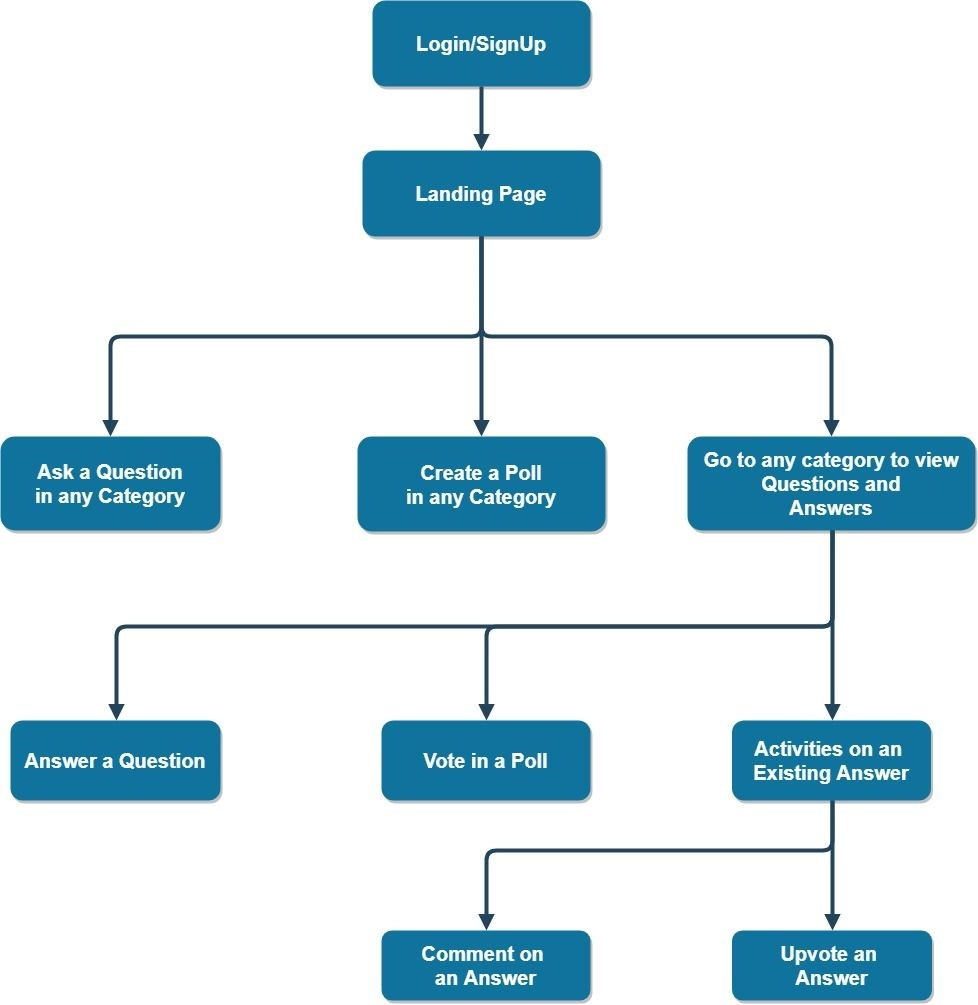 Login/SignUp
Landing Page
Ask a Question
in any Category
Create a Poll
in any Category
Go to any category to view
Questions and
Answers
Answer a Question
Vote in a Poll
Activities on an
Existing Answer
Comment on
an Answer
Upvote an
Answer